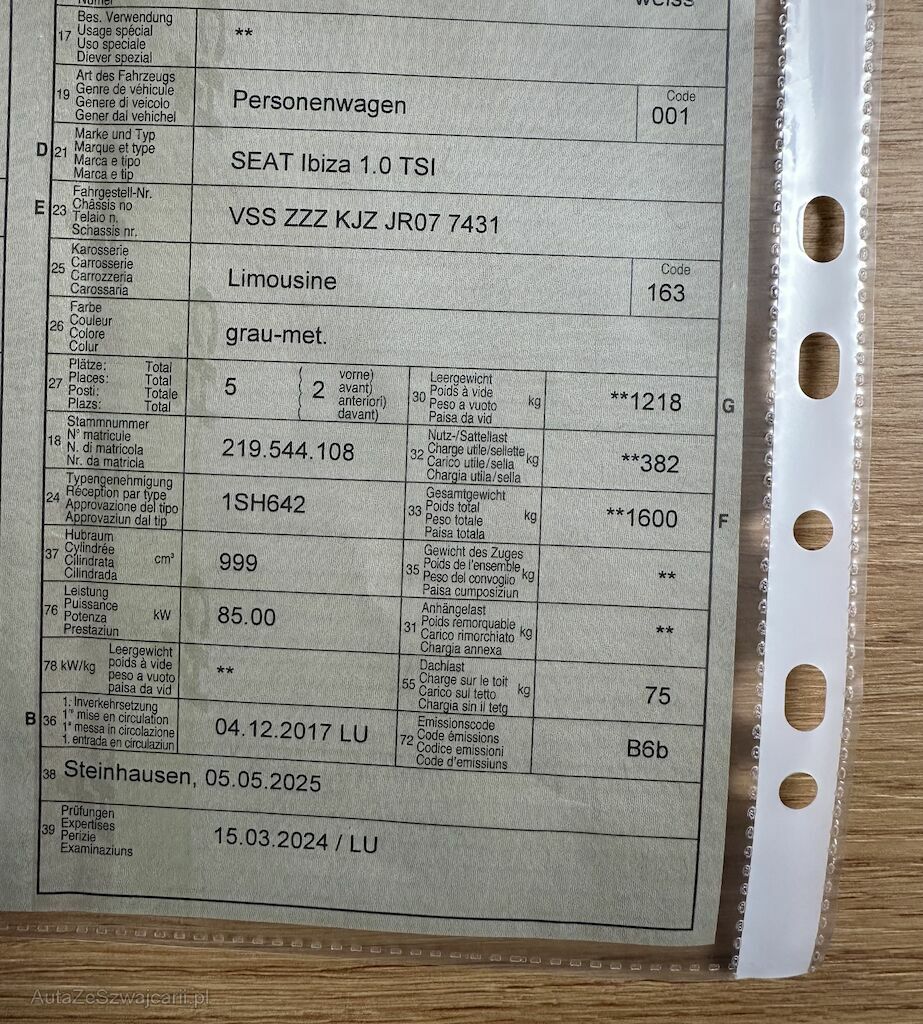 Numer
weiss
17 Bes. Verwendung
Usage spécial
Uso speciale
Diever spezial
**
19 Art des Fahrzeugs
Genre de véhicule
Genere di veicolo
Gener dal vehichel
Personenwagen
Code
001
D 21 Marke und Typ
Marque et type
Marca e tipo
Marca e tip
SEAT Ibiza 1.0 TSI
E 23 Fahrgestell-Nr.
Châssis no
Telaio n.
Schassis nr.
VSS ZZZ KJZ JR07 7431
25 Karosserie
Carrosserie
Carrozzeria
Carossaria
Limousine
Code
163
26 Farbe
Couleur
Colore
Colur
grau-met.
27 Plätze: Total
Places: Total
Posti: Totale
Plazs: Total
5
2
vorne)
avant)
anteriori)
davant)
30 Leergewicht
Poids à vide
Peso a vuoto
Paisa da vid
kg
**1218
G
18 Stammnummer
N° matricule
N. di matricola
Nr. da matricla
219.544.108
32 Nutz-/Sattellast
Charge utile/sellette
Carico utile/sella
Chargia utila/sella
kg
**382
24 Typengenehmigung
Réception par type
Approvazione del tipo
Approvaziun dal tip
1SH642
33 Gesamtgewicht
Poids total
Peso totale
Paisa totala
kg
**1600
F
37 Hubraum
Cylindrée
Cilindrata
Cilindrada
cm³
999
35 Gewicht des Zuges
Poids de l'ensemble
Peso del convoglio
Paisa cumposiziun
kg
**
76 Leistung
Puissance
Potenza
Prestaziun
kW
85.00
31 Anhängelast
Poids remorquable
Carico rimorchiato
Chargia annexa
kg
**
78 kW/kg
Leergewicht
poids à vide
peso a vuoto
paisa da vid
**
55 Dachlast
Charge sur le toit
Carico sul tetto
Chargia sin il tetg
kg
75
B 36 1. Inverkehrsetzung
1re mise en circulation
1a messa in circolazione
1. entrada en circulaziun
04.12.2017 LU
72 Emissionscode
Code émissions
Codice emissioni
Code d'emissiuns
B6b
38 Steinhausen, 05.05.2025
39 Prüfungen
Expertises
Perizie
Examinaziuns
15.03.2024 / LU
AutaZeSzwajcarii.pl